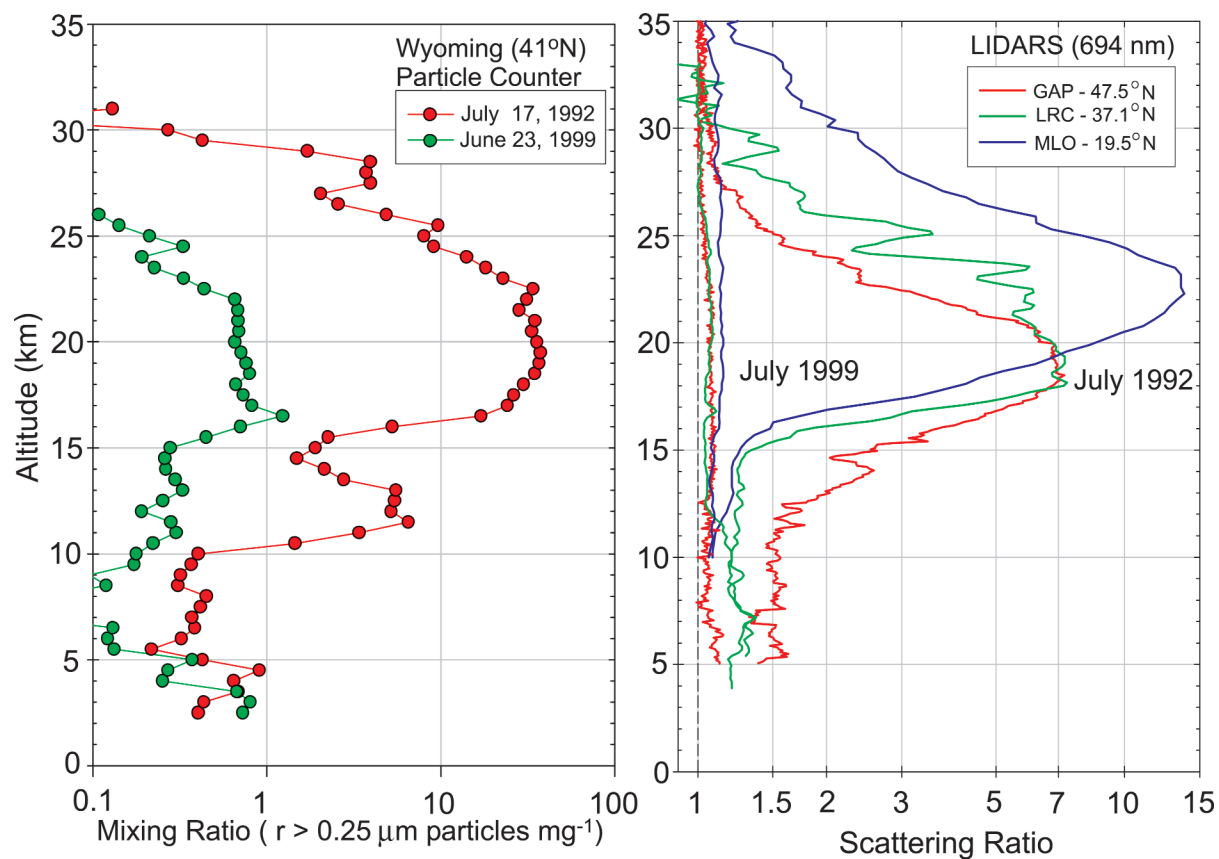 35
30
25
20
15
10
5
0
Altitude (km)
Wyoming (41°N)
Particle Counter
July 17, 1992
June 23, 1999
0.1
1
10
100
Mixing Ratio ( r > 0.25 μm particles mg⁻¹)
35
30
25
20
15
10
5
0
LIDARS (694 nm)
GAP - 47.5°N
LRC - 37.1°N
MLO - 19.5°N
July 1999
July 1992
1
1.5
2
3
5
7
10
15
Scattering Ratio